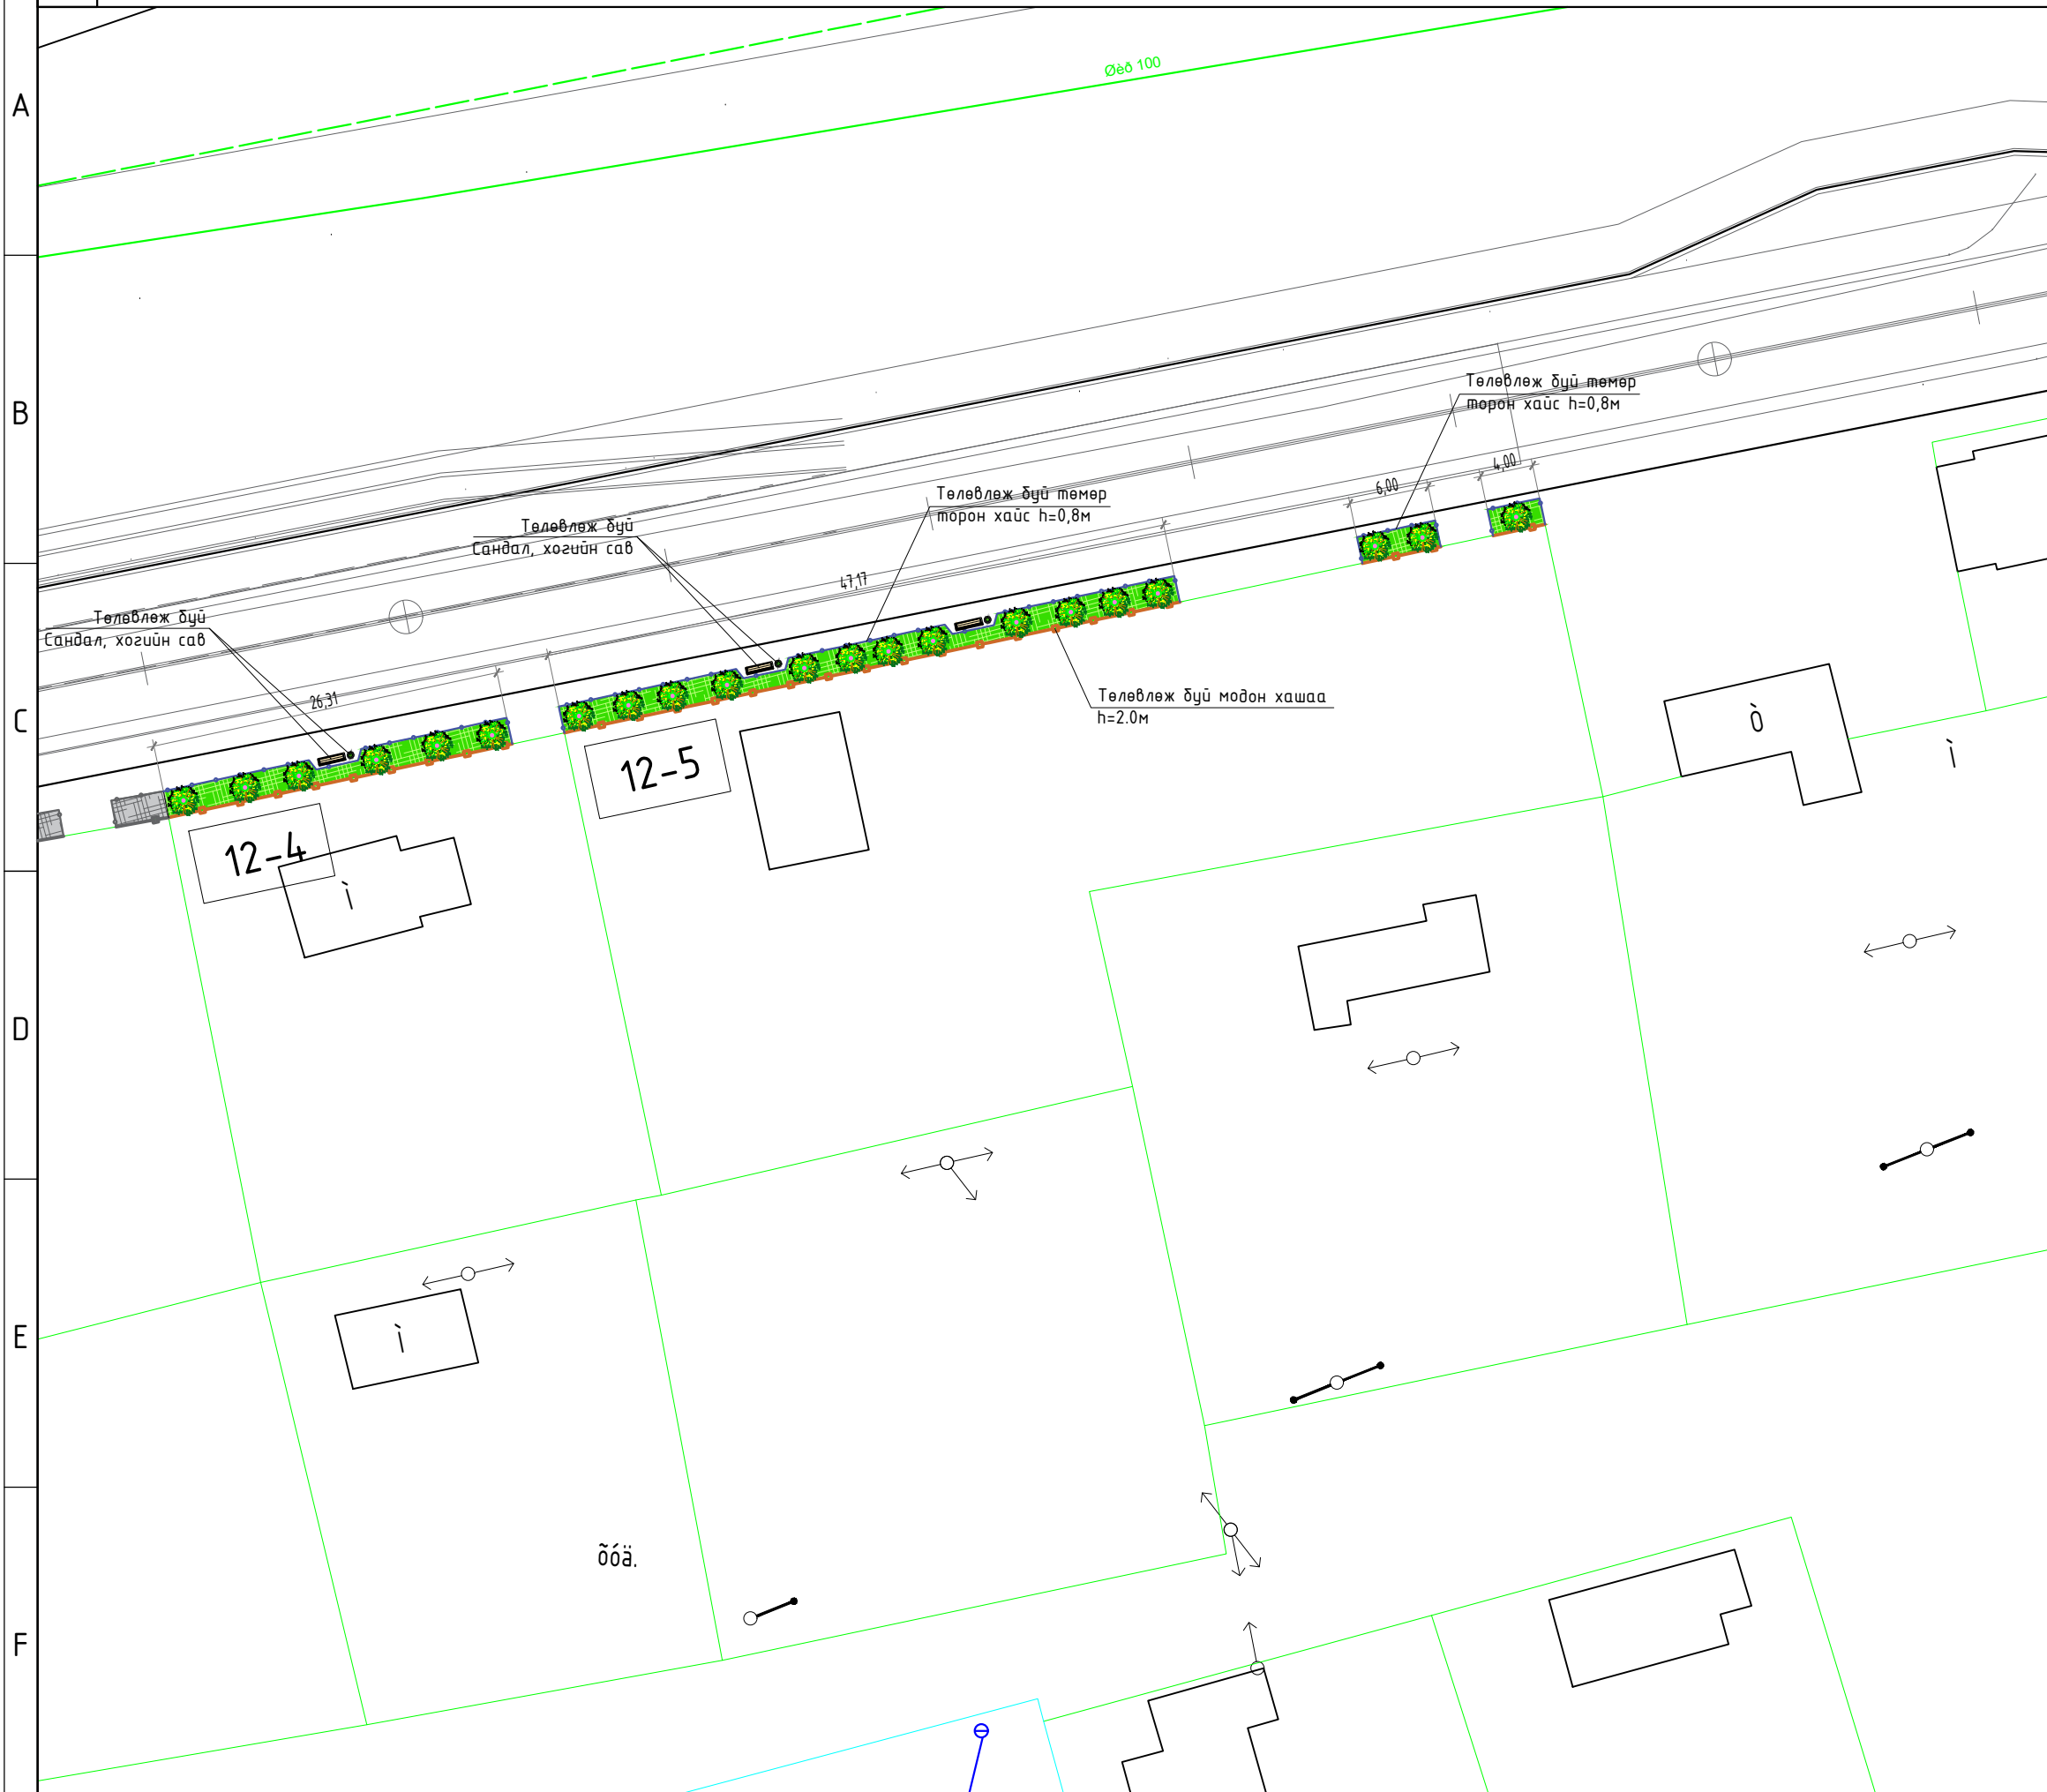 A
Øèð 100
B
Төлөвлөж буй төмөр
торон хайс h=0,8м
4,00
6,00
Төлөвлөж буй төмөр
торон хайс h=0,8м
Төлөвлөж буй
Сандал, хогийн сав
47,17
Төлөвлөж буй
Сандал, хогийн сав
26,31
Төлөвлөж буй модон хашаа
h=2.0м
C
12-5
Ò
Ì
12-4
Ì
D
E
Ì
õóä.
F